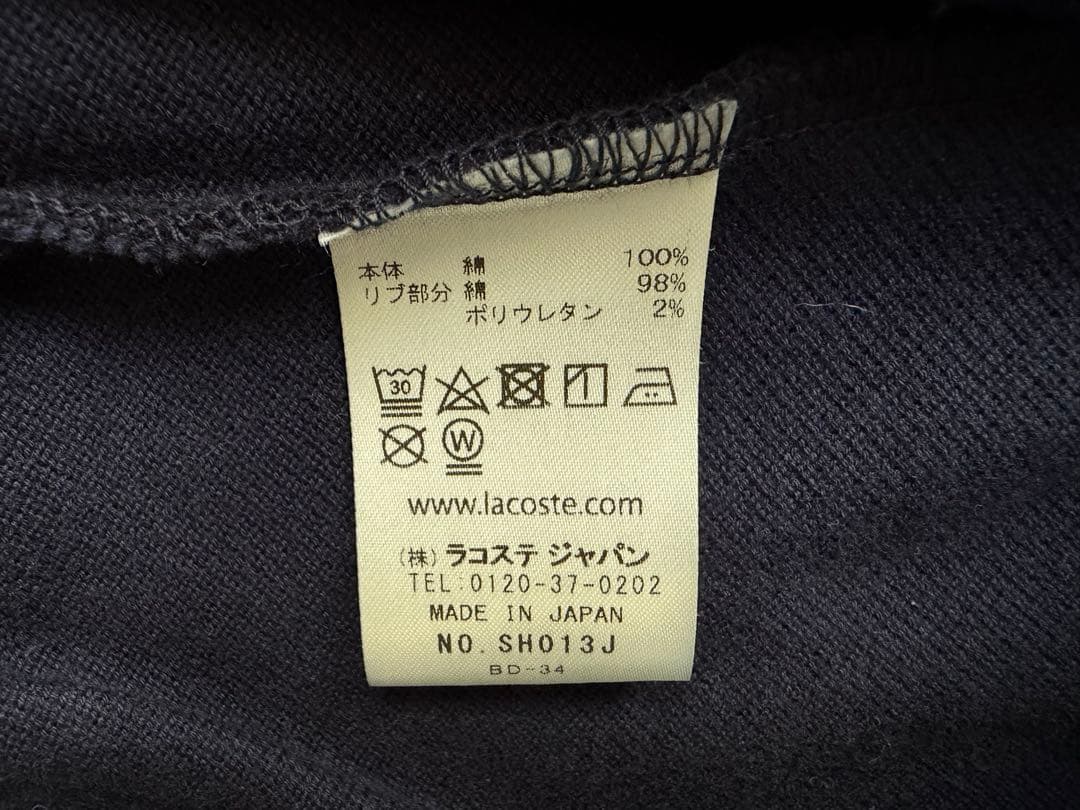 本体 綿 100%
リブ部分 綿 98%
ポリウレタン 2%
30
W
www.lacoste.com
(株) ラコステ ジャパン
TEL:0120-37-0202
MADE IN JAPAN
NO. SH013J
BD-34